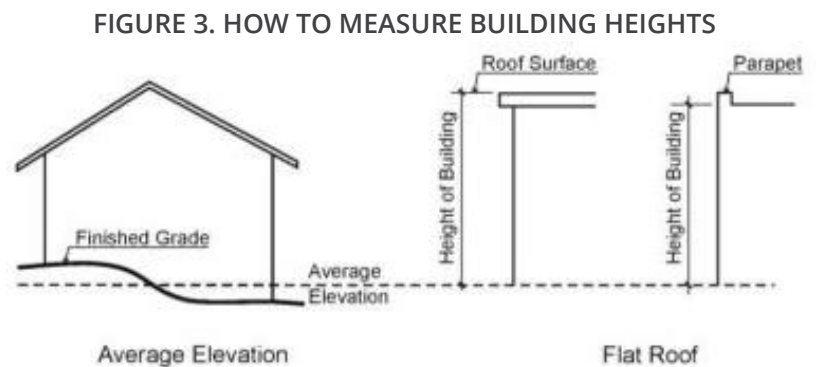 FIGURE 3. HOW TO MEASURE BUILDING HEIGHTS
Roof Surface
Parapet
Height of Building
Height of Building
Finished Grade
Average
Elevation
Average Elevation
Flat Roof